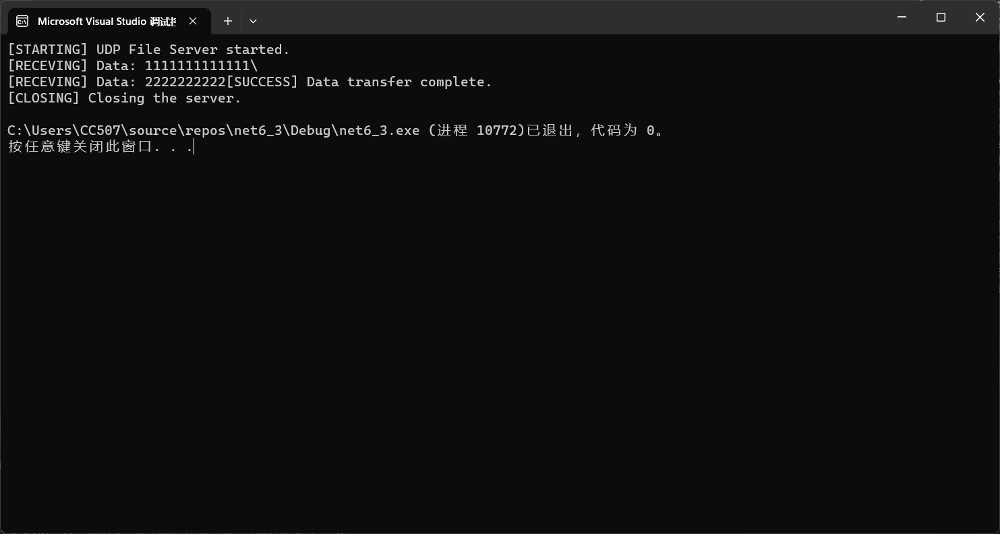 Microsoft Visual Studio 调试
[STARTING] UDP File Server started.
[RECEVING] Data: 1111111111111\
[RECEVING] Data: 2222222222[SUCCESS] Data transfer complete.
[CLOSING] Closing the server.
C:\Users\CC507\source\repos\net6_3\Debug\net6_3.exe (进程 10772)已退出，代码为 0。
按任意键关闭此窗口. . .